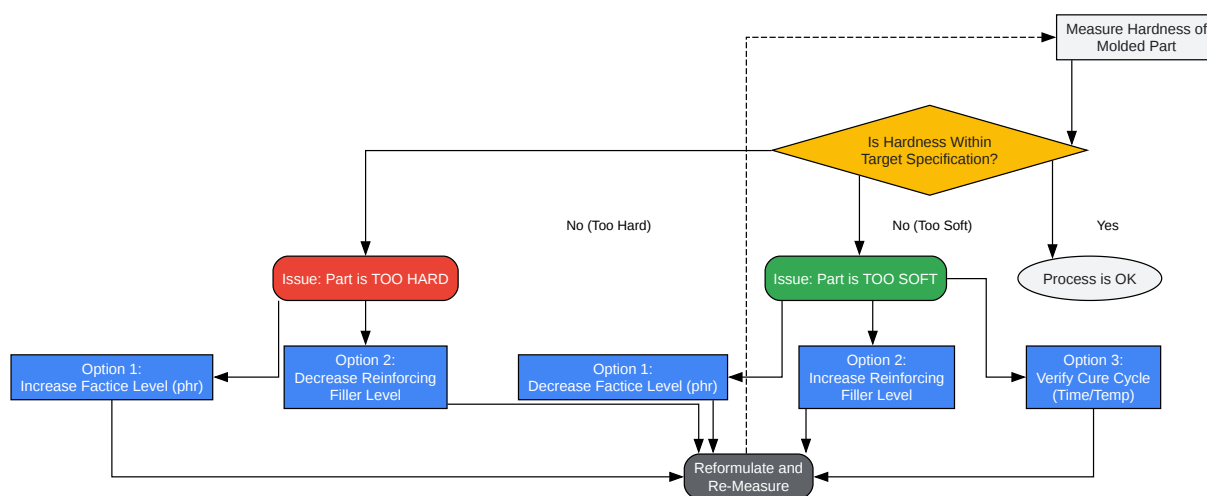 Measure Hardness of
Molded Part
Is Hardness Within
Target Specification?
No (Too Hard)
No (Too Soft)
Yes
Issue: Part is TOO HARD
Issue: Part is TOO SOFT
Process is OK
Option 1:
Increase Factice Level (phr)
Option 2:
Decrease Reinforcing
Filler Level
Option 1:
Decrease Factice Level (phr)
Option 2:
Increase Reinforcing
Filler Level
Option 3:
Verify Cure Cycle
(Time/Temp)
Reformulate and
Re-Measure